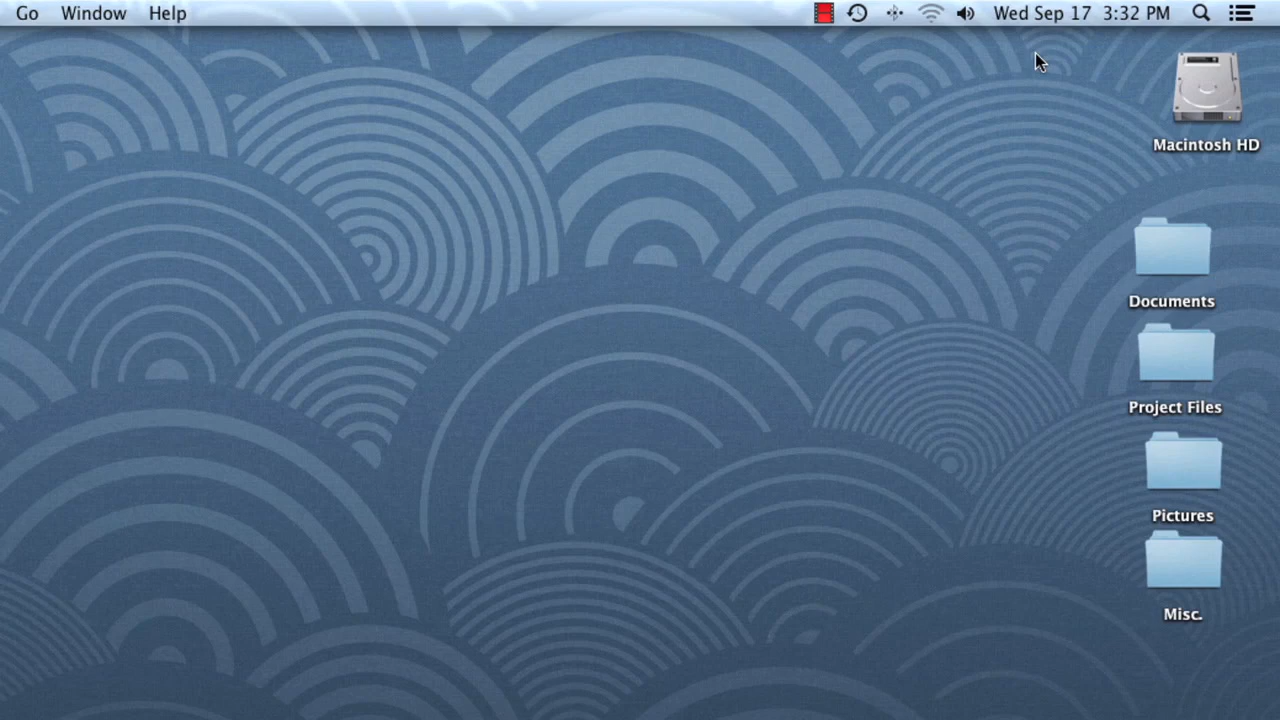 Go Window Help Wed Sep 17 3:32 PM
Macintosh HD
Documents
Project Files
Pictures
Misc.